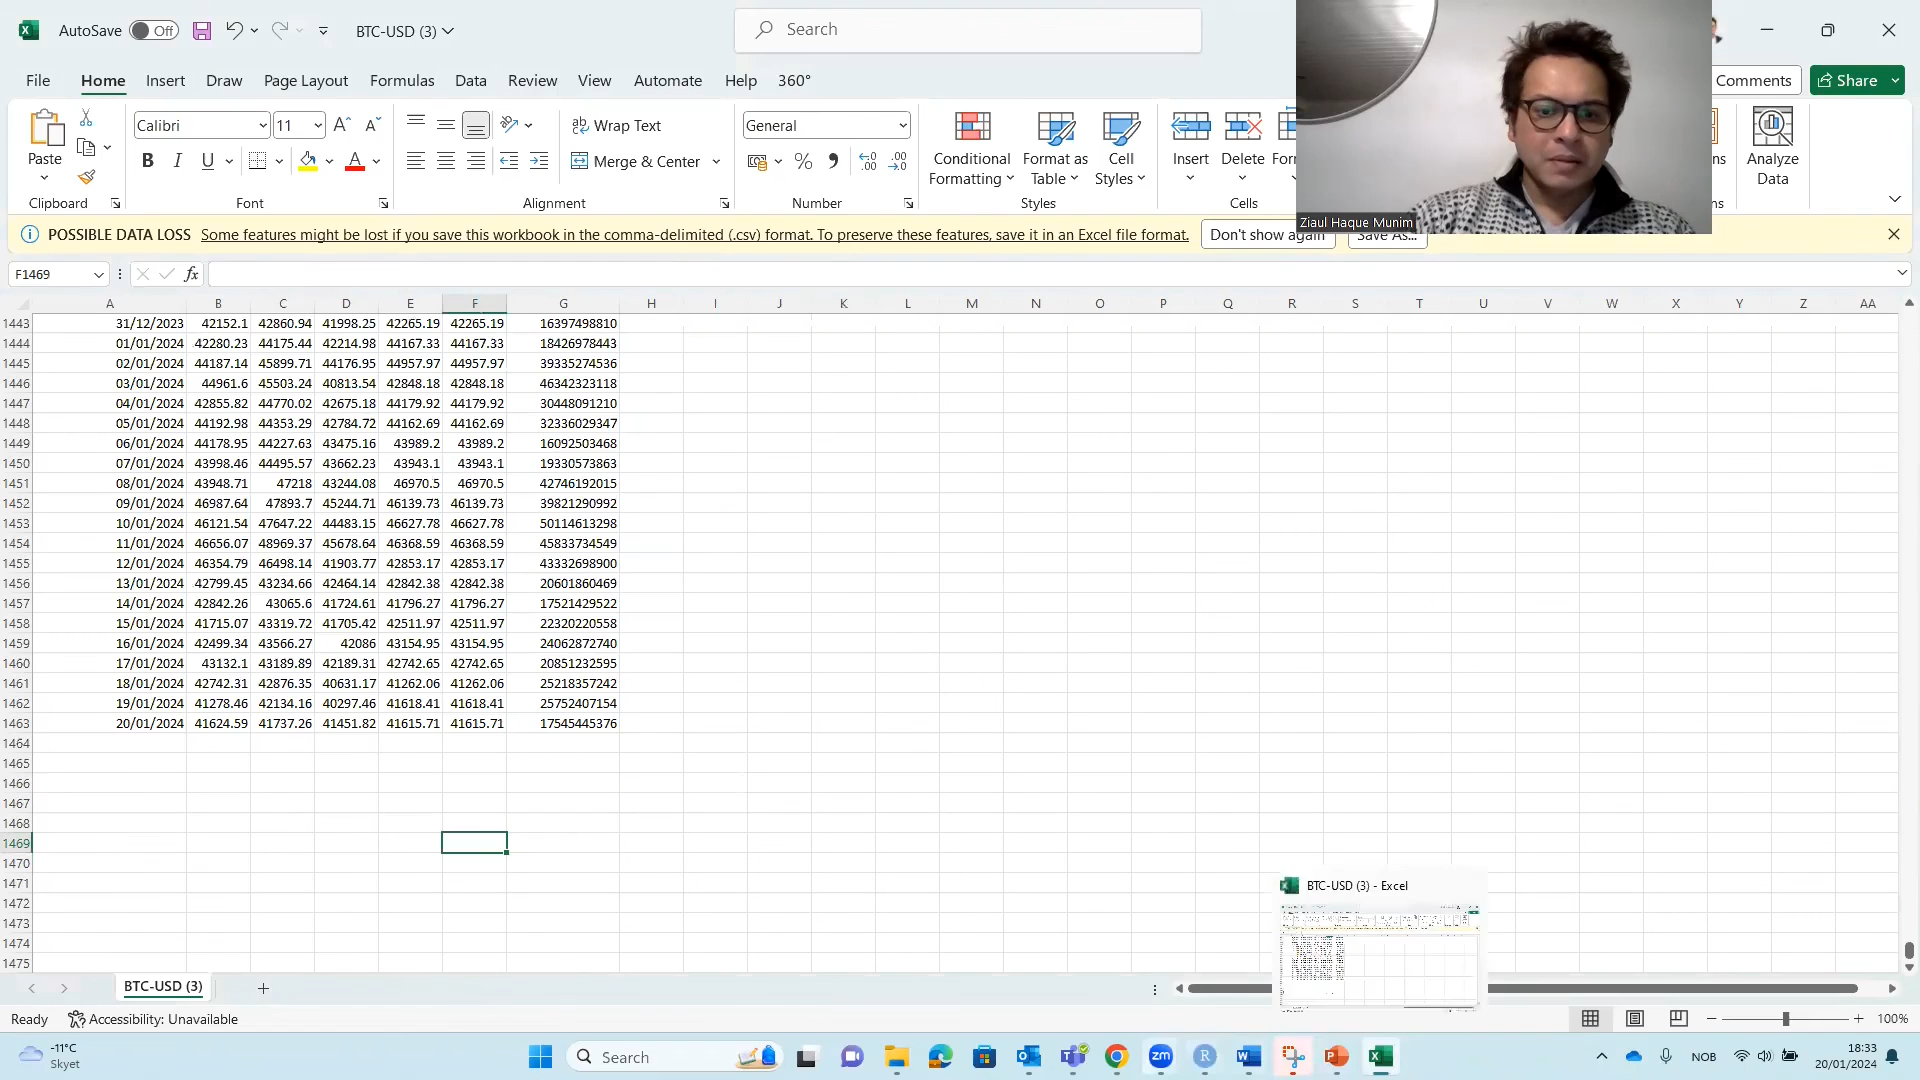 AutoSave Off BTC-USD (3) Search
File Home Insert Draw Page Layout Formulas Data Review View Automate Help 360° Comments Share
Paste Calibri 11 Wrap Text General Conditional Formatting Format as Table Cell Styles Insert Delete Analyze Data
B I U Merge & Center
Clipboard Font Alignment Number Styles Cells
POSSIBLE DATA LOSS Some features might be lost if you save this workbook in the comma-delimited (.csv) format. To preserve these features, save it in an Excel file format. Don't show again Save As...
Ziaul Haque Munim
F1469 fx
A B C D E F G H I J K L M N O P Q R S T U V W X Y Z AA
1443 31/12/2023 42152.1 42860.94 41998.25 42265.19 42265.19 16397498810
1444 01/01/2024 42280.23 44175.44 42214.98 44167.33 44167.33 18426978443
1445 02/01/2024 44187.14 45899.71 44176.95 44957.97 44957.97 39335274536
1446 03/01/2024 44961.6 45503.24 40813.54 42848.18 42848.18 46342323118
1447 04/01/2024 42855.82 44770.02 42675.18 44179.92 44179.92 30448091210
1448 05/01/2024 44192.98 44353.29 42784.72 44162.69 44162.69 32336029347
1449 06/01/2024 44178.95 44227.63 43475.16 43989.2 43989.2 16092503468
1450 07/01/2024 43998.46 44495.57 43662.23 43943.1 43943.1 19330573863
1451 08/01/2024 43948.71 47218 43244.08 46970.5 46970.5 42746192015
1452 09/01/2024 46987.64 47893.7 45244.71 46139.73 46139.73 39821290992
1453 10/01/2024 46121.54 47647.22 44483.15 46627.78 46627.78 50114613298
1454 11/01/2024 46656.07 48969.37 45678.64 46368.59 46368.59 45833734549
1455 12/01/2024 46354.79 46498.14 41903.77 42853.17 42853.17 43332698900
1456 13/01/2024 42799.45 43234.66 42464.14 42842.38 42842.38 20601860469
1457 14/01/2024 42842.26 43065.6 41724.61 41796.27 41796.27 17521429522
1458 15/01/2024 41715.07 43319.72 41705.42 42511.97 42511.97 22320220558
1459 16/01/2024 42499.34 43566.27 42086 43154.95 43154.95 24062872740
1460 17/01/2024 43132.1 43189.89 42189.31 42742.65 42742.65 20851232595
1461 18/01/2024 42742.31 42876.35 40631.17 41262.06 41262.06 25218357242
1462 19/01/2024 41278.46 42134.16 40297.46 41618.41 41618.41 25752407154
1463 20/01/2024 41624.59 41737.26 41451.82 41615.71 41615.71 17545445376
1464
1465
1466
1467
1468
1469
1470
1471
1472
1473
1474
1475
BTC-USD (3) - Excel
BTC-USD (3)
Ready Accessibility: Unavailable 100%
-11°C
Skyet
Search
NOB
18:33
20/01/2024